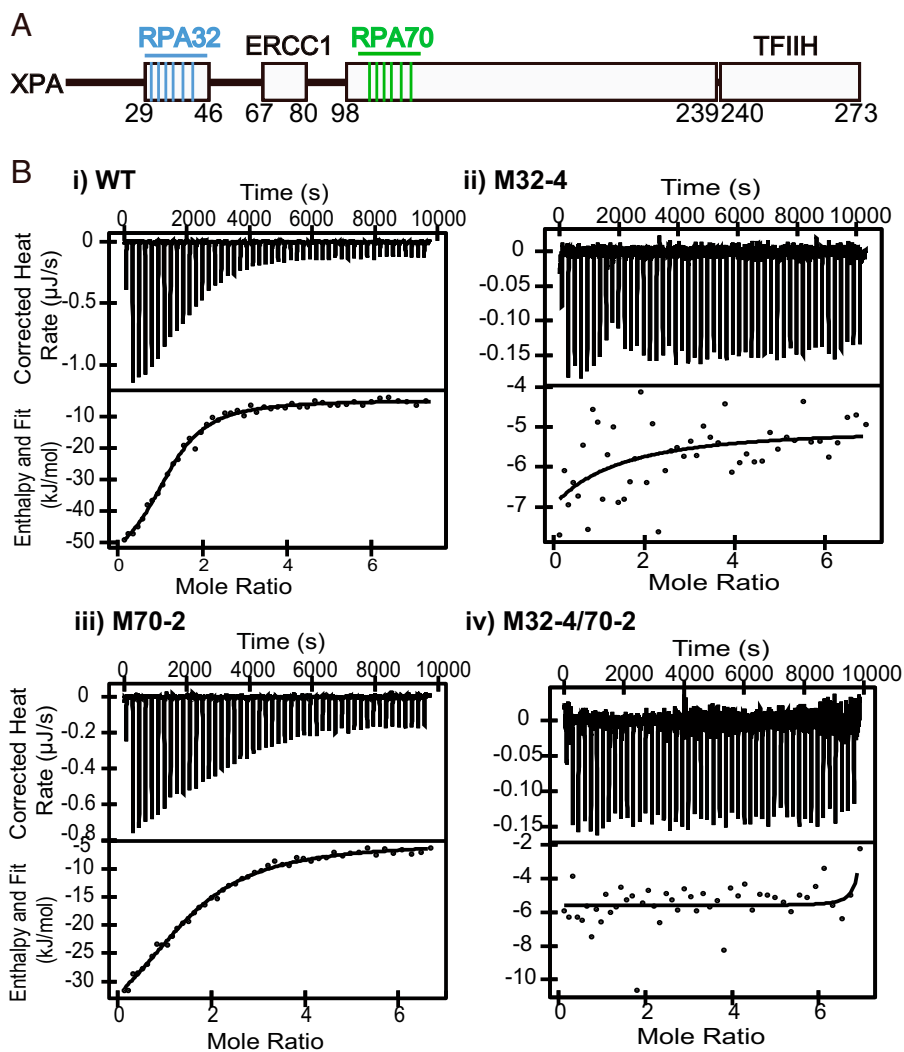 A
RPA32 ERCC1 RPA70 TFIIH
XPA
29 46 67 80 98 239 240 273
B
i) WT
Time (s)
0 2000 4000 6000 8000 10000
Corrected Heat
Rate (µJ/s)
0
-0.5
-1.0
Enthalpy and Fit
(kJ/mol)
-10
-20
-30
-40
-50
0 2 4 6
Mole Ratio
ii) M32-4
Time (s)
0 2000 4000 6000 8000 10000
0
-0.05
-0.10
-0.15
-4
-5
-6
-7
0 2 4 6
Mole Ratio
iii) M70-2
Time (s)
0 2000 4000 6000 8000 10000
Corrected Heat
Rate (µJ/s)
0
-0.2
-0.4
-0.6
-0.8
Enthalpy and Fit
(kJ/mol)
-5
-10
-15
-20
-25
-30
0 2 4 6
Mole Ratio
iv) M32-4/70-2
Time (s)
0 2000 4000 6000 8000 10000
0
-0.05
-0.10
-0.15
-2
-4
-6
-8
-10
0 2 4 6
Mole Ratio